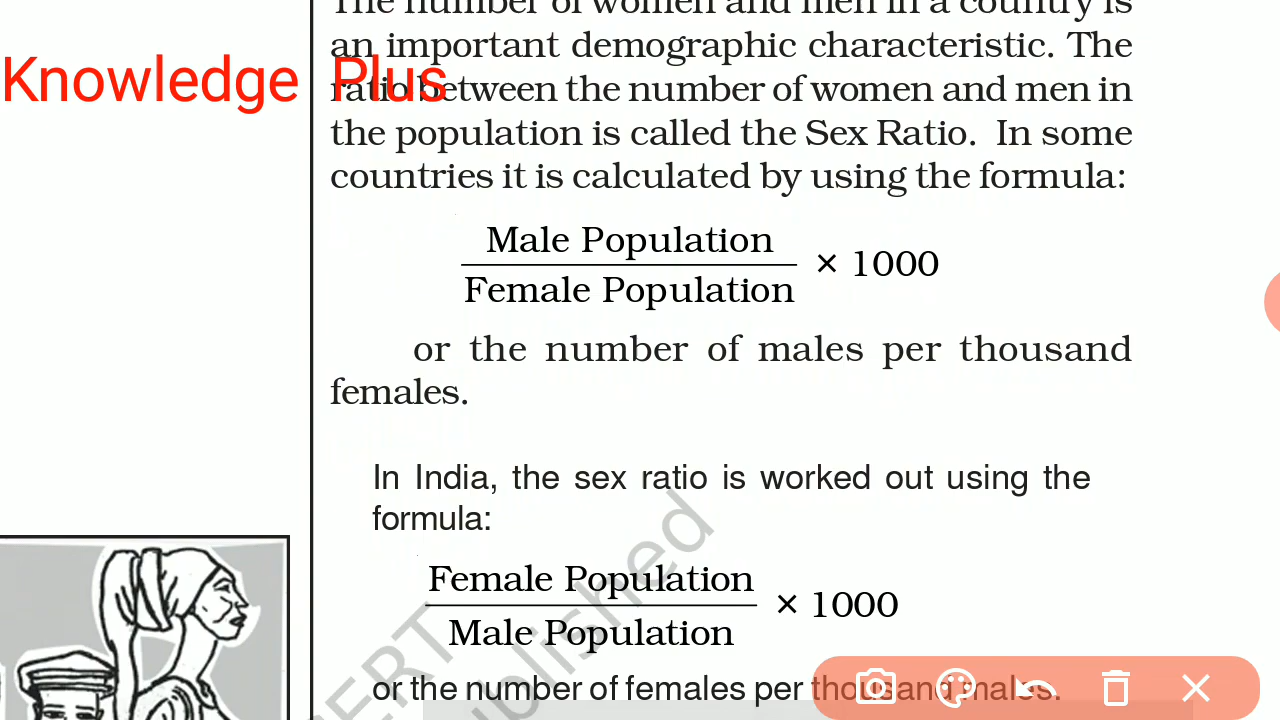 The number of women and men in a country is
an important demographic characteristic. The
Knowledge Plus
ratio between the number of women and men in
the population is called the Sex Ratio. In some
countries it is calculated by using the formula:
Male Population
Female Population
× 1000
or the number of males per thousand
females.
In India, the sex ratio is worked out using the
formula:
Female Population
Male Population
× 1000
or the number of females per thousand males.
ERT
ublished